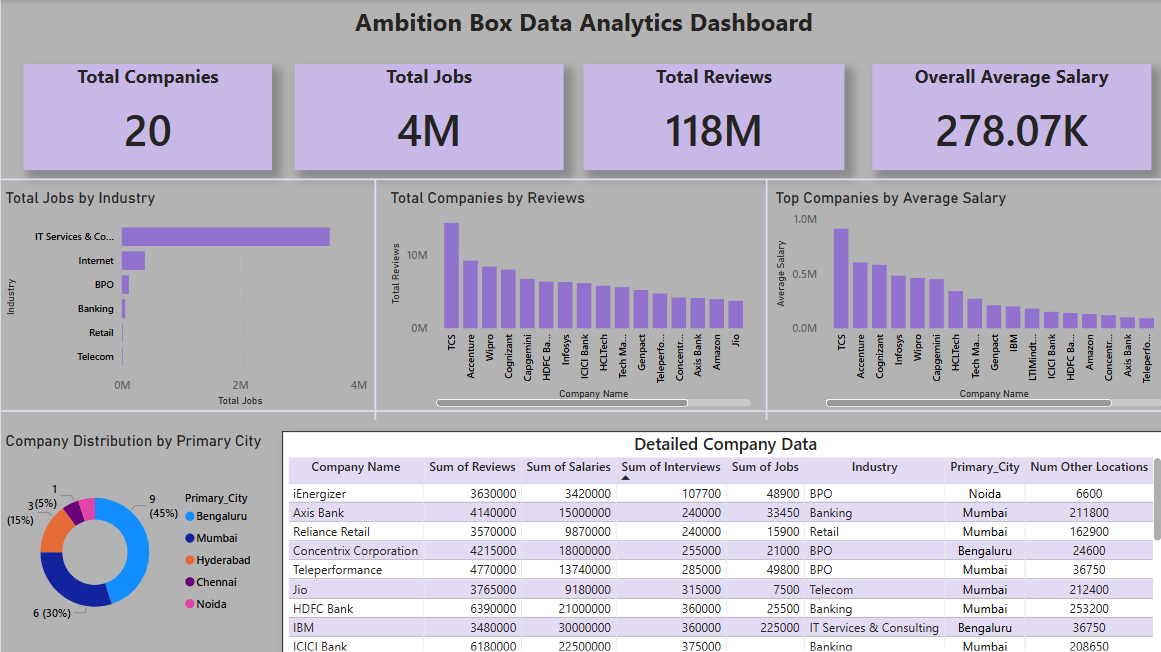 Ambition Box Data Analytics Dashboard
Total Companies
20
Total Jobs
4M
Total Reviews
118M
Overall Average Salary
278.07K
Total Jobs by Industry
Industry
IT Services & Co...
Internet
BPO
Banking
Retail
Telecom
0M 2M 4M
Total Jobs
Total Companies by Reviews
Total Reviews
10M
0M
TCS
Accenture
Wipro
Cognizant
Capgemini
HDFC Ba...
Infosys
ICICI Bank
HCLTech
Tech Ma...
Genpact
Teleperfo...
Concentr...
Axis Bank
Amazon
Jio
Company Name
Top Companies by Average Salary
Average Salary
1.0M
0.5M
0.0M
TCS
Accenture
Cognizant
Infosys
Wipro
Capgemini
HCLTech
Tech Ma...
Genpact
IBM
LTIMindt...
ICICI Bank
HDFC Ba...
Amazon
Concentr...
Axis Bank
Teleperfo...
Company Name
Company Distribution by Primary City
9
(45%)
6 (30%)
3
(15%)
1
(5%)
Primary_City
Bengaluru
Mumbai
Hyderabad
Chennai
Noida
Detailed Company Data
Company Name Sum of Reviews Sum of Salaries Sum of Interviews Sum of Jobs Industry Primary_City Num Other Locations
iEnergizer 3630000 3420000 107700 48900 BPO Noida 6600
Axis Bank 4140000 15000000 240000 33450 Banking Mumbai 211800
Reliance Retail 3570000 9870000 240000 15900 Retail Mumbai 162900
Concentrix Corporation 4215000 18000000 255000 21000 BPO Bengaluru 24600
Teleperformance 4770000 13740000 285000 49800 BPO Mumbai 36750
Jio 3765000 9180000 315000 7500 Telecom Mumbai 212400
HDFC Bank 6390000 21000000 360000 25500 Banking Mumbai 253200
IBM 3480000 30000000 360000 225000 IT Services & Consulting Bengaluru 36750
ICICI Bank 6180000 22500000 375000 Banking Mumbai 208650